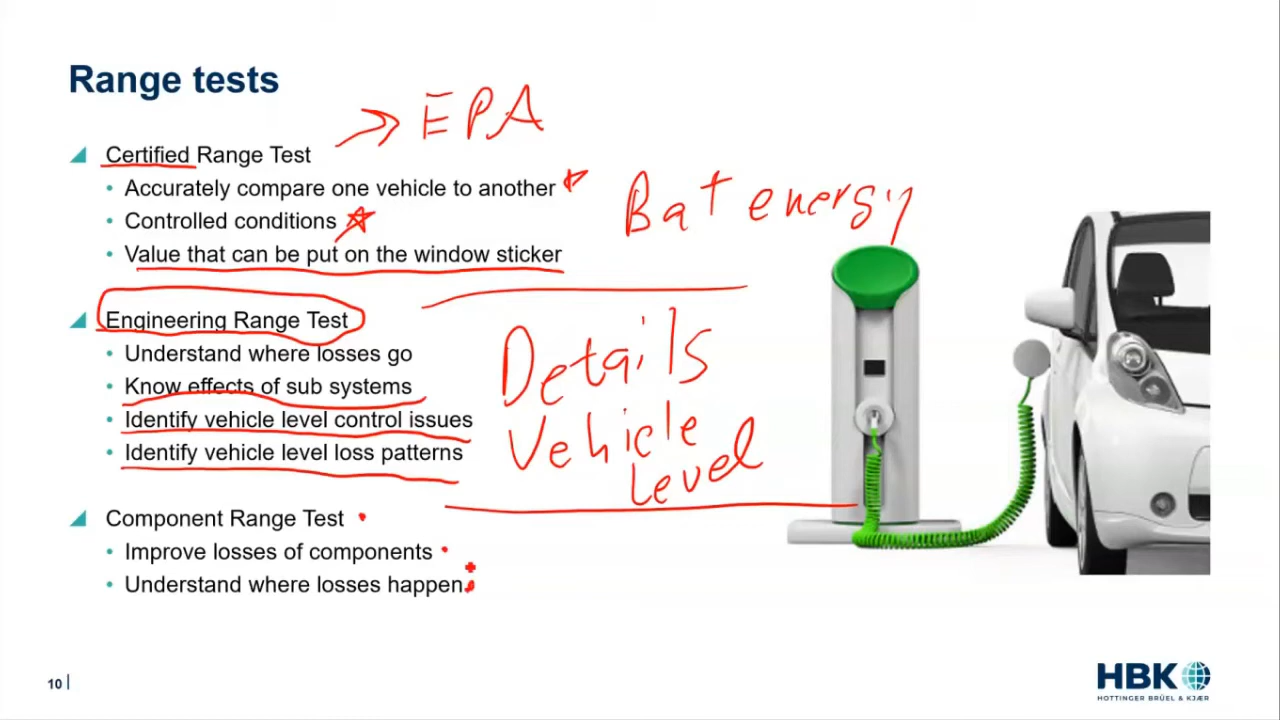 Range tests
EPA
Certified Range Test
Accurately compare one vehicle to another
Bat energy
Controlled conditions
Value that can be put on the window sticker
Engineering Range Test
Understand where losses go
Details
Know effects of sub systems
Identify vehicle level control issues
Vehicle
Identify vehicle level loss patterns
Level
Component Range Test
Improve losses of components
Understand where losses happen
10
HBK
HOTTINGER BRÜEL & KJÆR